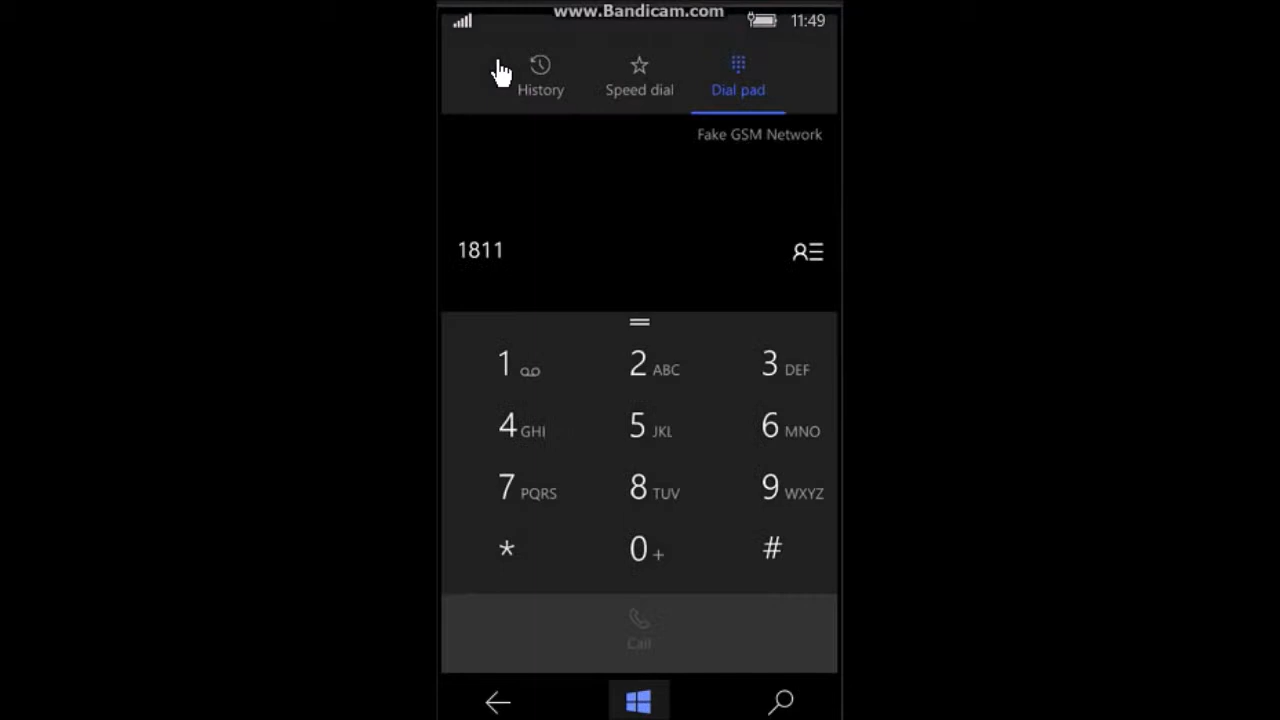 www.Bandicam.com
11:49
History Speed dial Dial pad
Fake GSM Network
1811
1 2 ABC 3 DEF
4 GHI 5 JKL 6 MNO
7 PQRS 8 TUV 9 WXYZ
* 0 + #
Call